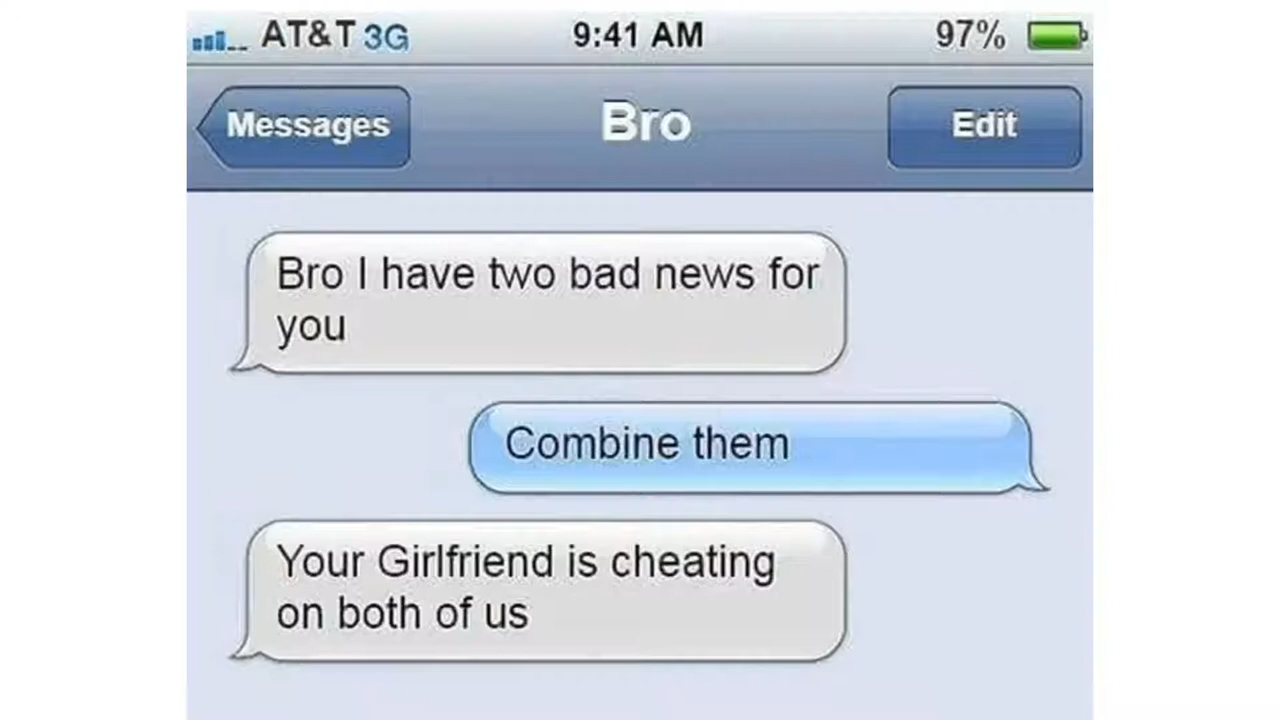 AT&T 3G 9:41 AM 97%
Messages Bro Edit
Bro I have two bad news for
you
Combine them
Your Girlfriend is cheating
on both of us